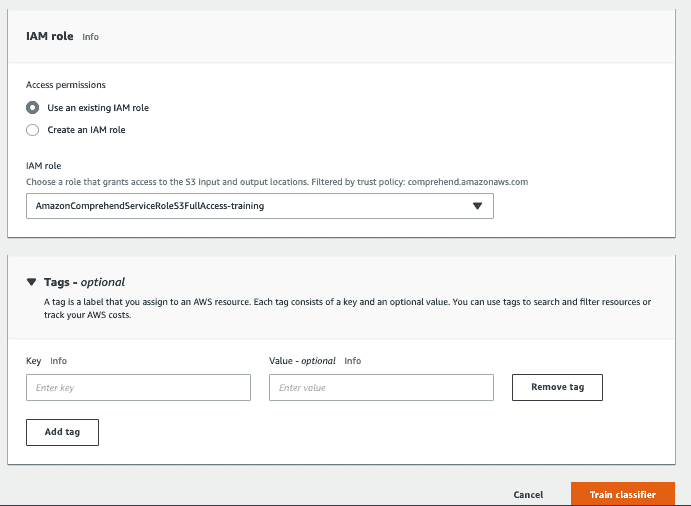 IAM role Info
Access permissions
Use an existing IAM role
Create an IAM role
IAM role
Choose a role that grants access to the S3 input and output locations. Filtered by trust policy: comprehend.amazonaws.com
AmazonComprehendServiceRoleS3FullAccess-training
Tags - optional
A tag is a label that you assign to an AWS resource. Each tag consists of a key and an optional value. You can use tags to search and filter resources or
track your AWS costs.
Key Info Value - optional Info
Enter key Enter value Remove tag
Add tag
Cancel Train classifier